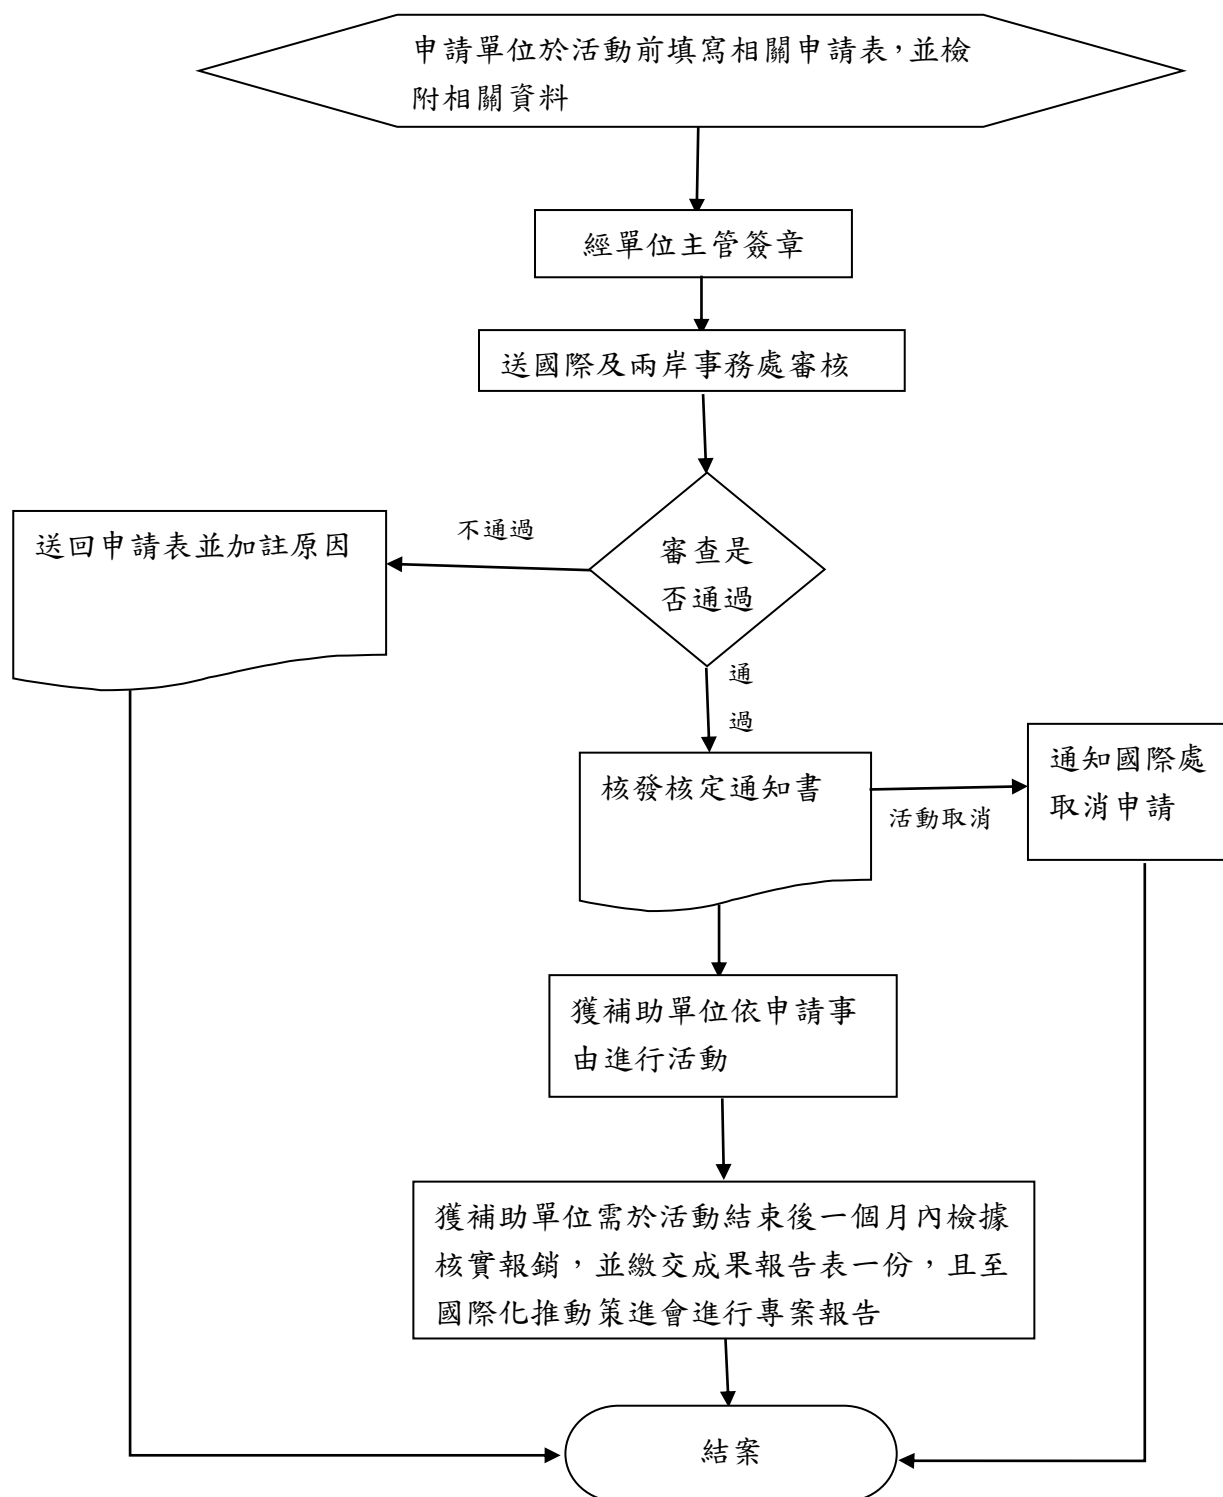 申請單位於活動前填寫相關申請表，並檢
附相關資料
經單位主管簽章
送國際及兩岸事務處審核
不通過
送回申請表並加註原因
審查是
否通過
通
過
核發核定通知書
活動取消
通知國際處
取消申請
獲補助單位依申請事
由進行活動
獲補助單位需於活動結束後一個月內檢據
核實報銷，並繳交成果報告表一份，且至
國際化推動策進會進行專案報告
結案